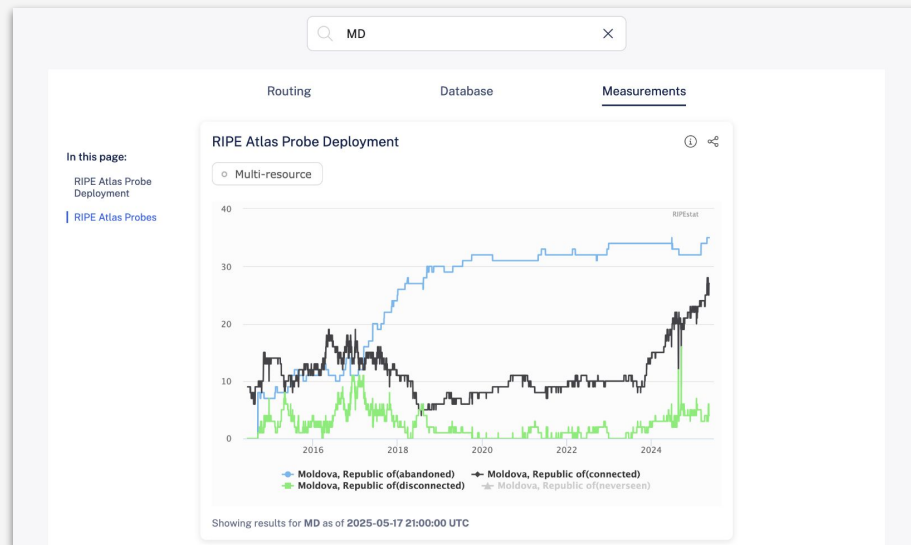 MD
Routing Database Measurements
In this page:
RIPE Atlas Probe
Deployment
RIPE Atlas Probes
RIPE Atlas Probe Deployment
Multi-resource
RIPEstat
40
30
20
10
0
2016 2018 2020 2022 2024
Moldova, Republic of(abandoned) Moldova, Republic of(connected)
Moldova, Republic of(disconnected) Moldova, Republic of(neverseen)
Showing results for MD as of 2025-05-17 21:00:00 UTC